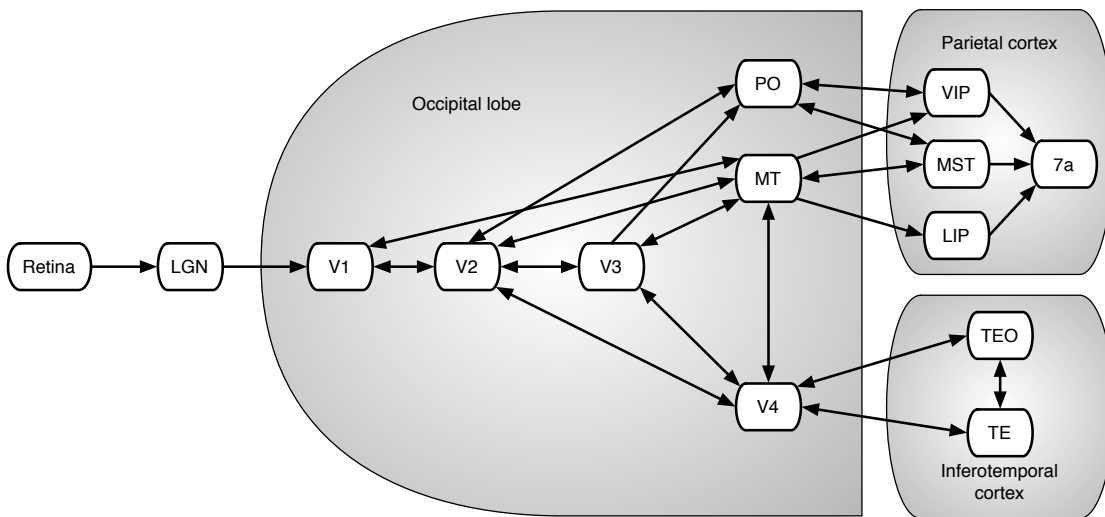 Parietal cortex
Occipital lobe
PO
VIP
MT
MST
7a
LIP
Retina
LGN
V1
V2
V3
TEO
V4
TE
Inferotemporal
cortex